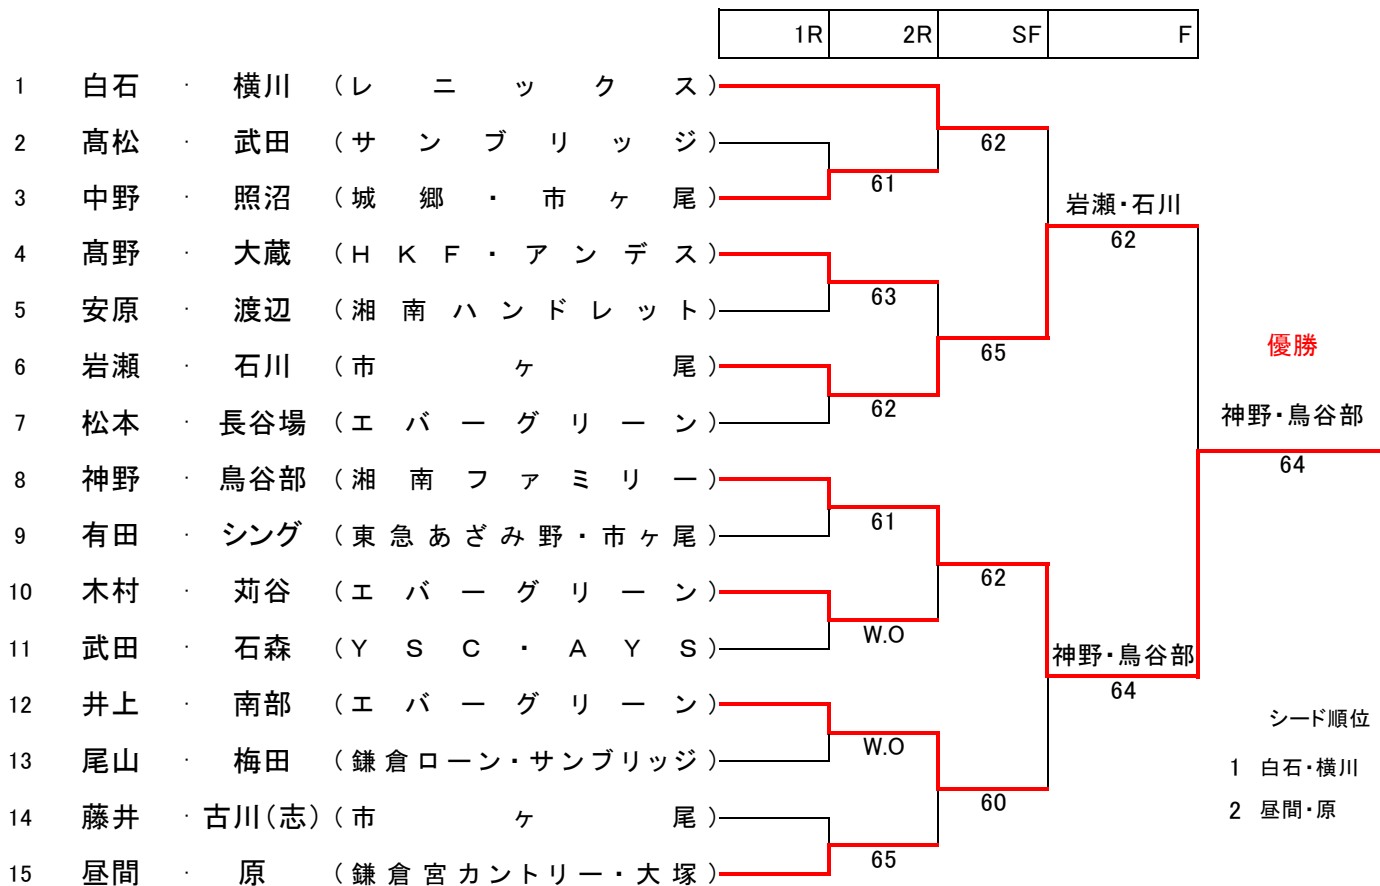 1R 2R SF F
1 白石 ・ 横川 (レニックス)
62
2 髙松 ・ 武田 (サンブリッジ)
61
3 中野 ・ 照沼 (城郷・市ヶ尾)
岩瀬・石川
62
4 髙野 ・ 大蔵 (HKF・アンデス)
63
5 安原 ・ 渡辺 (湘南ハンドレット)
65
優勝
6 岩瀬 ・ 石川 (市ヶ尾)
62
神野・鳥谷部
7 松本 ・ 長谷場 (エバーグリーン)
64
8 神野 ・ 鳥谷部 (湘南ファミリー)
61
9 有田 ・ シング (東急あざみ野・市ヶ尾)
62
10 木村 ・ 苅谷 (エバーグリーン)
W.O
11 武田 ・ 石森 (YSC・AYS)
神野・鳥谷部
64
12 井上 ・ 南部 (エバーグリーン)
シード順位
W.O
13 尾山 ・ 梅田 (鎌倉ローン・サンブリッジ)
1 白石・横川
60
14 藤井 ・ 古川(志) (市ヶ尾)
2 昼間・原
65
15 昼間 ・ 原 (鎌倉宮カントリー・大塚)